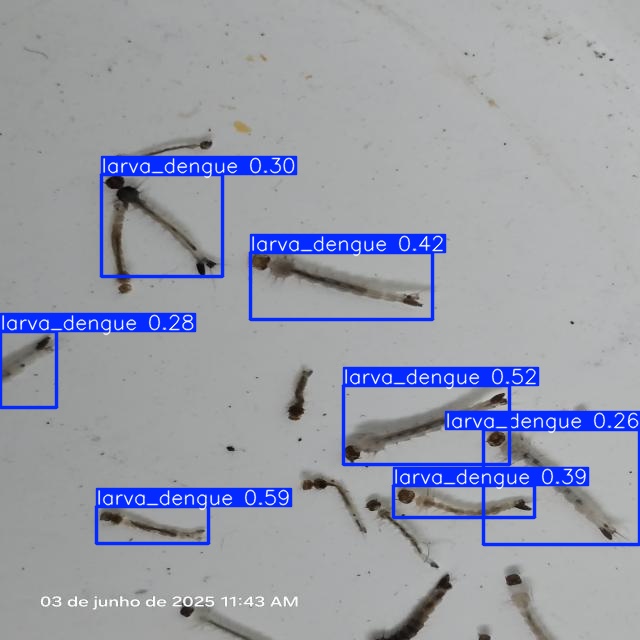 larva_dengue 0.30
larva_dengue 0.42
larva_dengue 0.28
larva_dengue 0.52
larva_dengue 0.26
larva_dengue 0.39
larva_dengue 0.59
03 de junho de 2025 11:43 AM